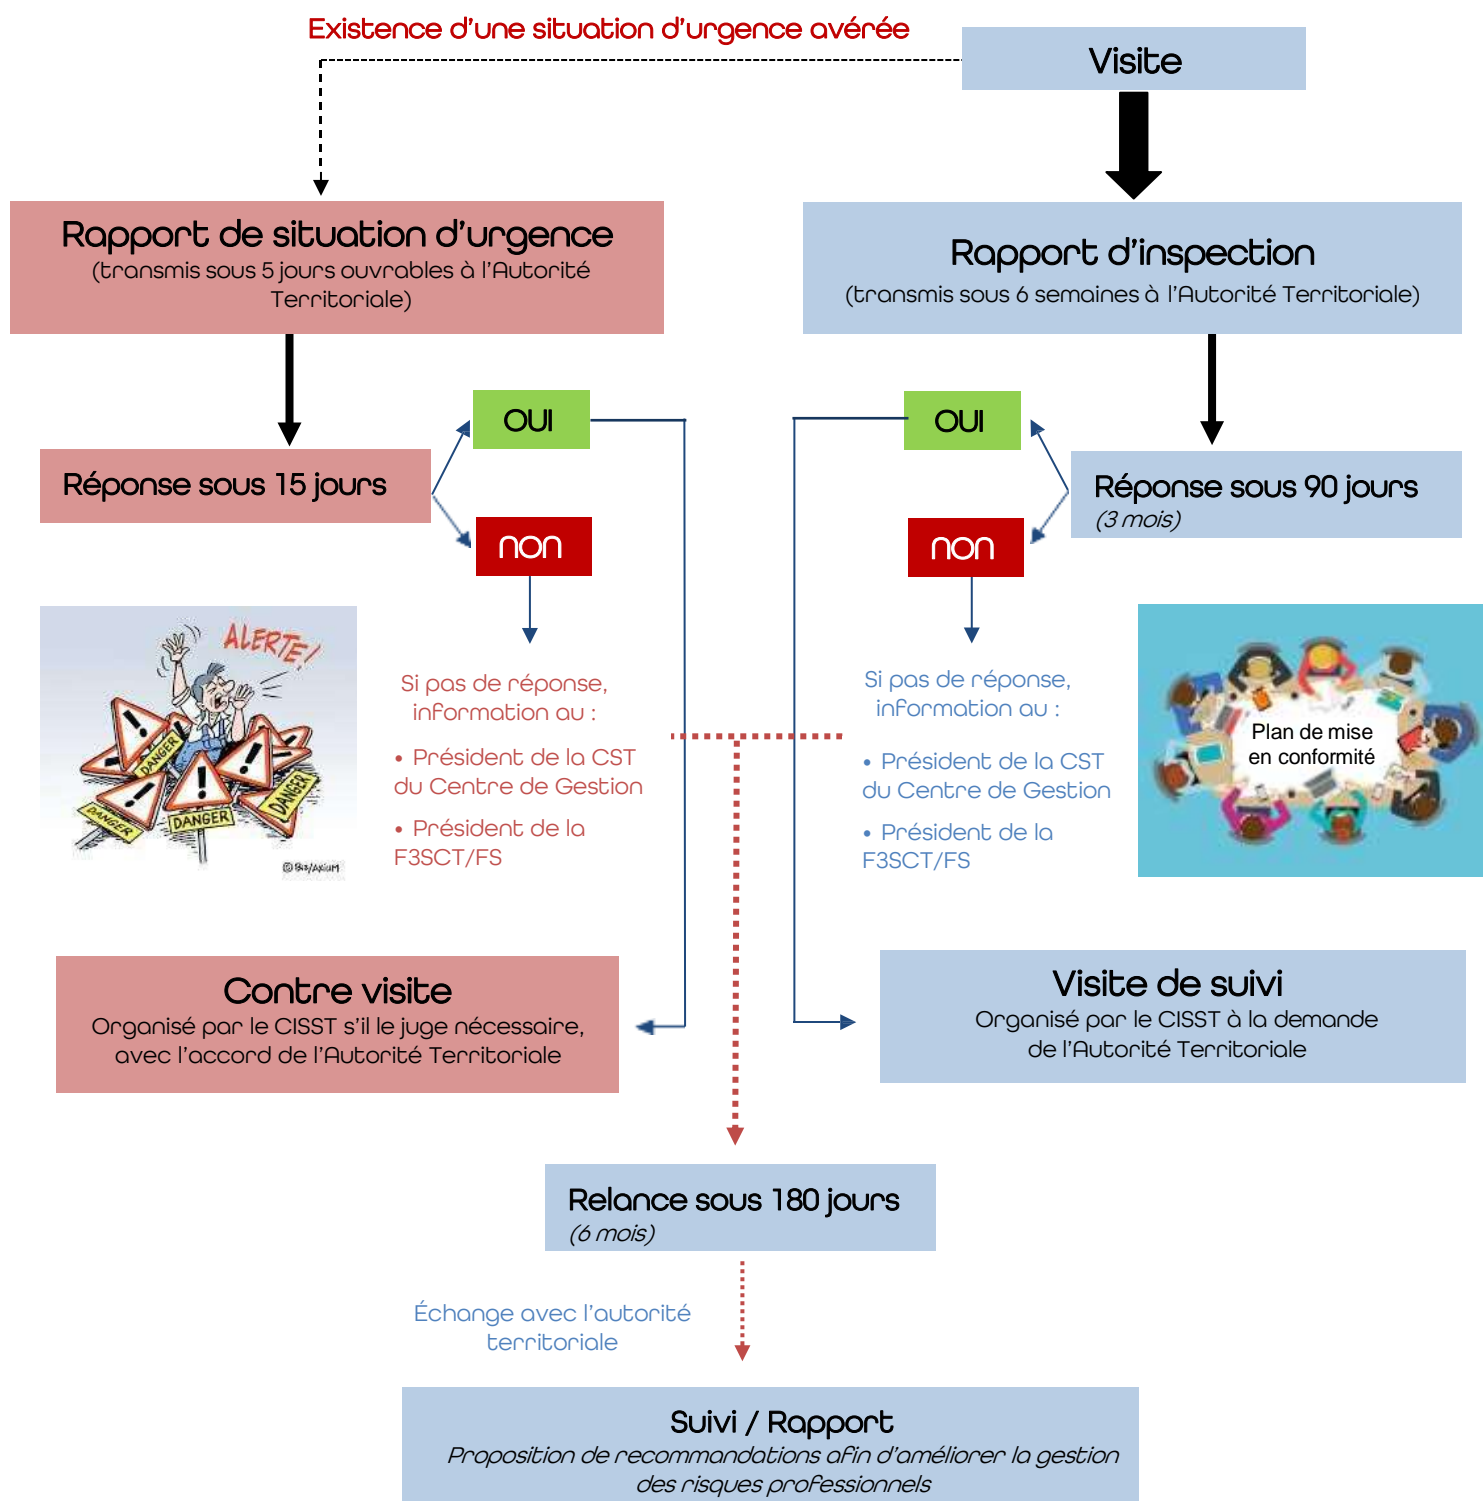 Existence d'une situation d'urgence avérée
Visite
Rapport de situation d'urgence
(transmis sous 5 jours ouvrables à l'Autorité
Territoriale)
Rapport d'inspection
(transmis sous 6 semaines à l'Autorité Territoriale)
OUI
OUI
Réponse sous 15 jours
Réponse sous 90 jours
(3 mois)
non
non
ALERTE!
DANGER
DANGER
DANGER
DANGER
Si pas de réponse,
information au :
• Président de la CST
du Centre de Gestion
• Président de la
F3SCT/FS
Si pas de réponse,
information au :
• Président de la CST
du Centre de Gestion
• Président de la
F3SCT/FS
Plan de mise
en conformité
Contre visite
Organisé par le CISST s'il le juge nécessaire,
avec l'accord de l'Autorité Territoriale
Visite de suivi
Organisé par le CISST à la demande
de l'Autorité Territoriale
Relance sous 180 jours
(6 mois)
Échange avec l'autorité
territoriale
Suivi / Rapport
Proposition de recommandations afin d'améliorer la gestion
des risques professionnels